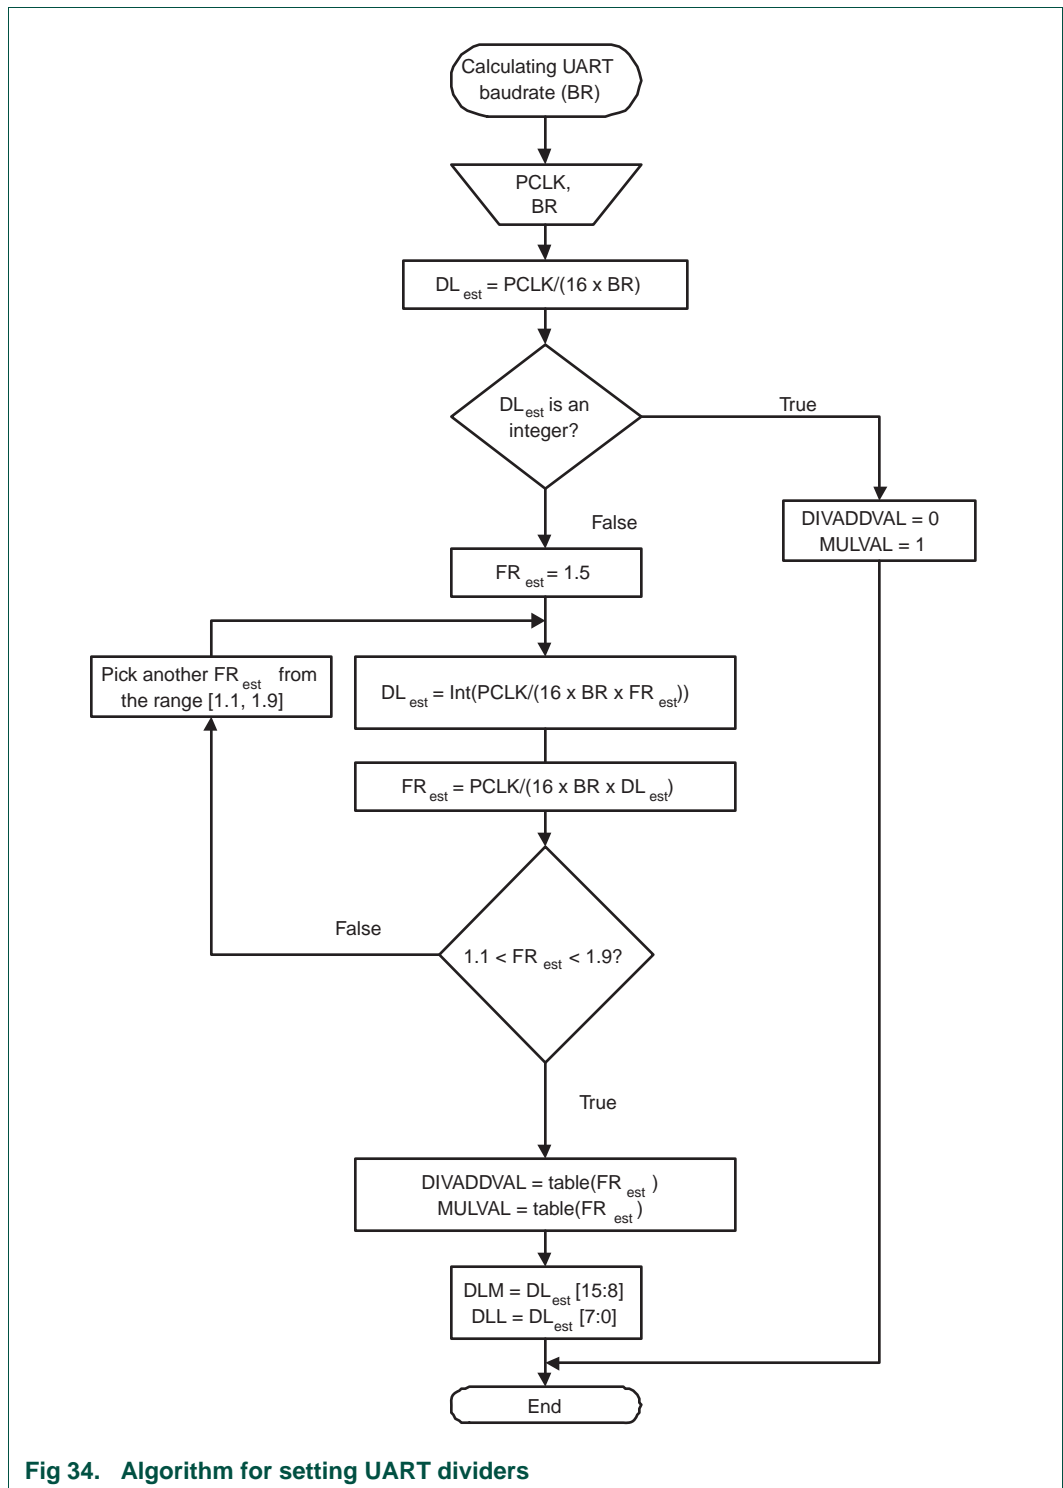 Calculating UART
baudrate (BR)
PCLK,
BR
DL est = PCLK/(16 x BR)
DL est is an
integer?
True
DIVADDVAL = 0
MULVAL = 1
False
FR est = 1.5
Pick another FR est from
the range [1.1, 1.9]
DL est = Int(PCLK/(16 x BR x FR est))
FR est = PCLK/(16 x BR x DL est)
False
1.1 < FR est < 1.9?
True
DIVADDVAL = table(FR est )
MULVAL = table(FR est )
DLM = DL est [15:8]
DLL = DL est [7:0]
End
Fig 34. Algorithm for setting UART dividers